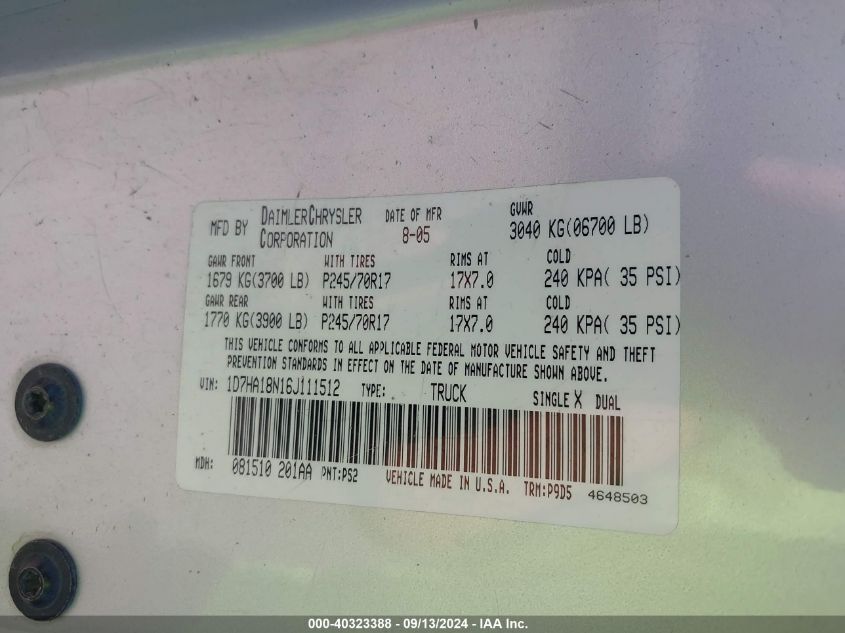 MFD BY DAIMLERCHRYSLER CORPORATION DATE OF MFR 8-05 GVWR 3040 KG(06700 LB)
GAWR FRONT WITH TIRES RIMS AT COLD
1679 KG(3700 LB) P245/70R17 17X7.0 240 KPA( 35 PSI)
GAWR REAR WITH TIRES RIMS AT COLD
1770 KG(3900 LB) P245/70R17 17X7.0 240 KPA( 35 PSI)
THIS VEHICLE CONFORMS TO ALL APPLICABLE FEDERAL MOTOR VEHICLE SAFETY AND THEFT
PREVENTION STANDARDS IN EFFECT ON THE DATE OF MANUFACTURE SHOWN ABOVE.
VIN: 1D7HA18N16J111512 TYPE: TRUCK SINGLE X DUAL
MDH: 081510 201AA PNT:PS2 VEHICLE MADE IN U.S.A. TRM:P9D5 4648503
000-40323388 - 09/13/2024 - IAA Inc.